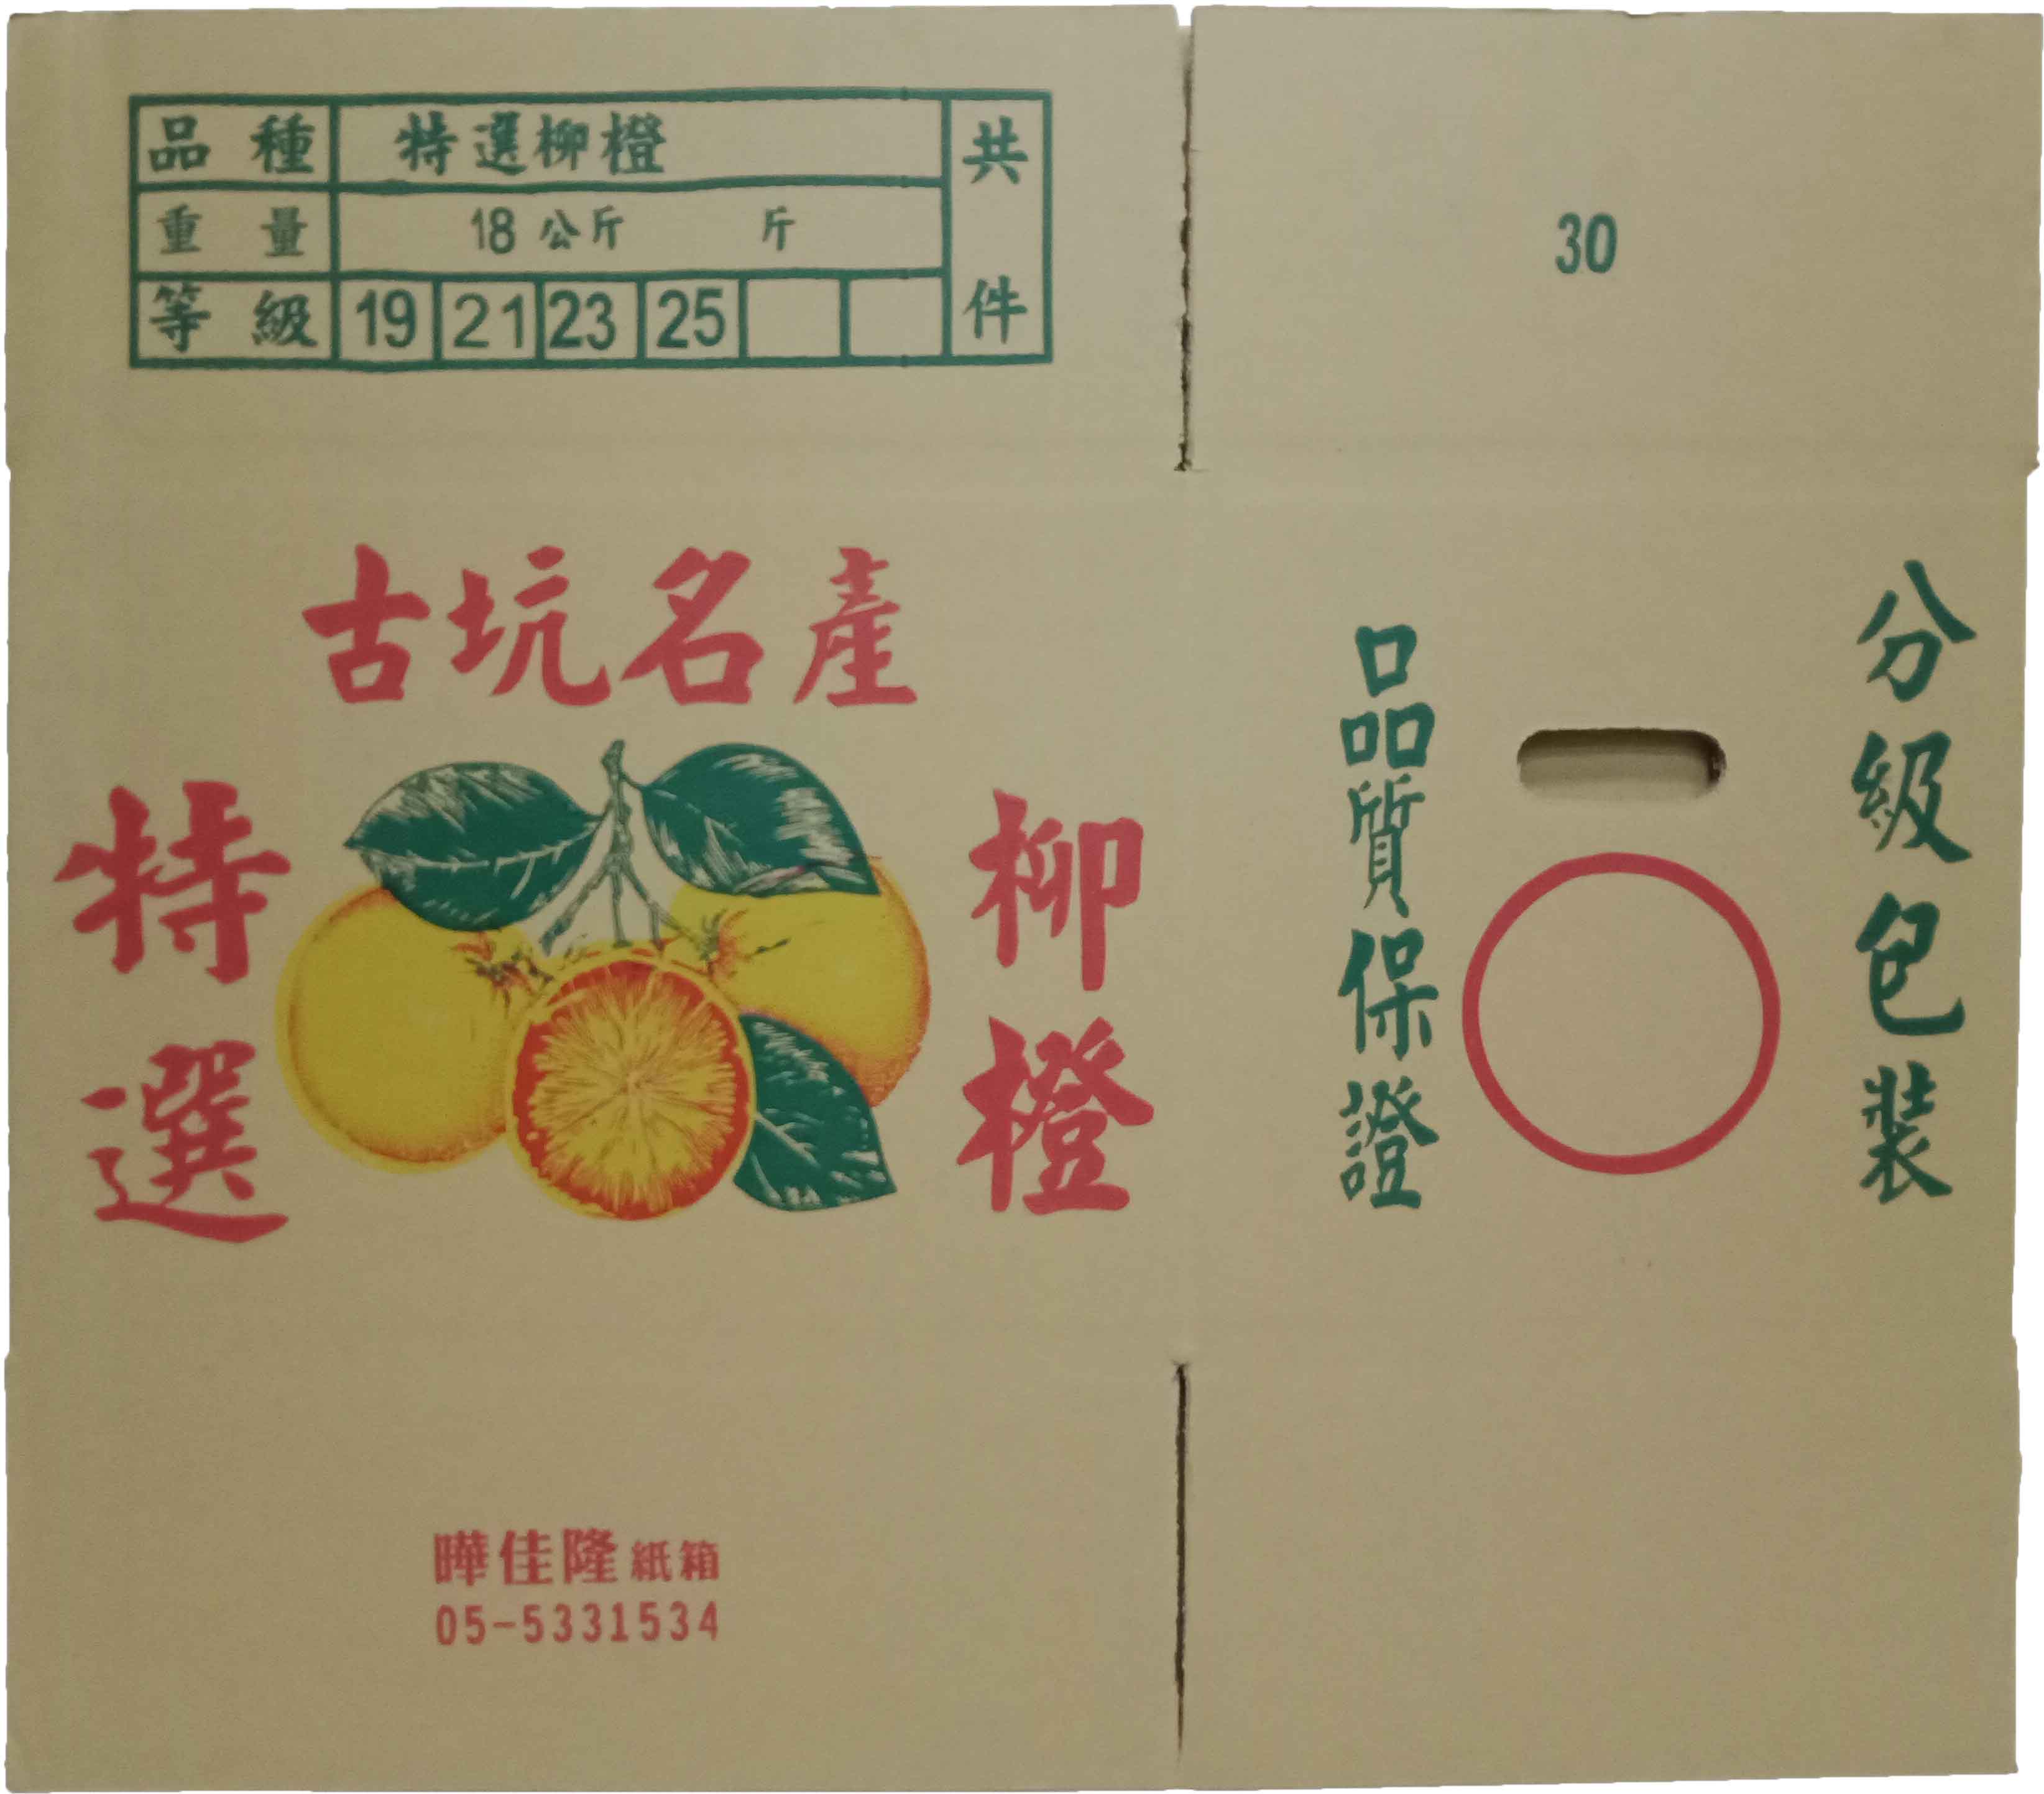 品種 特選柳橙 共件
重量 18公斤 斤
等級 19 21 23 25
30
古坑名產
特選
柳橙
品質保證
分級包裝
曄佳隆紙箱
05-5331534